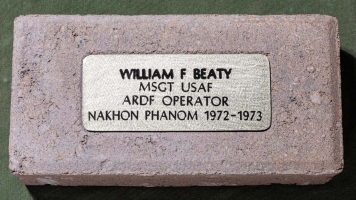 WILLIAM F BEATY
MSGT USAF
ARDF OPERATOR
NAKHON PHANOM 1972-1973